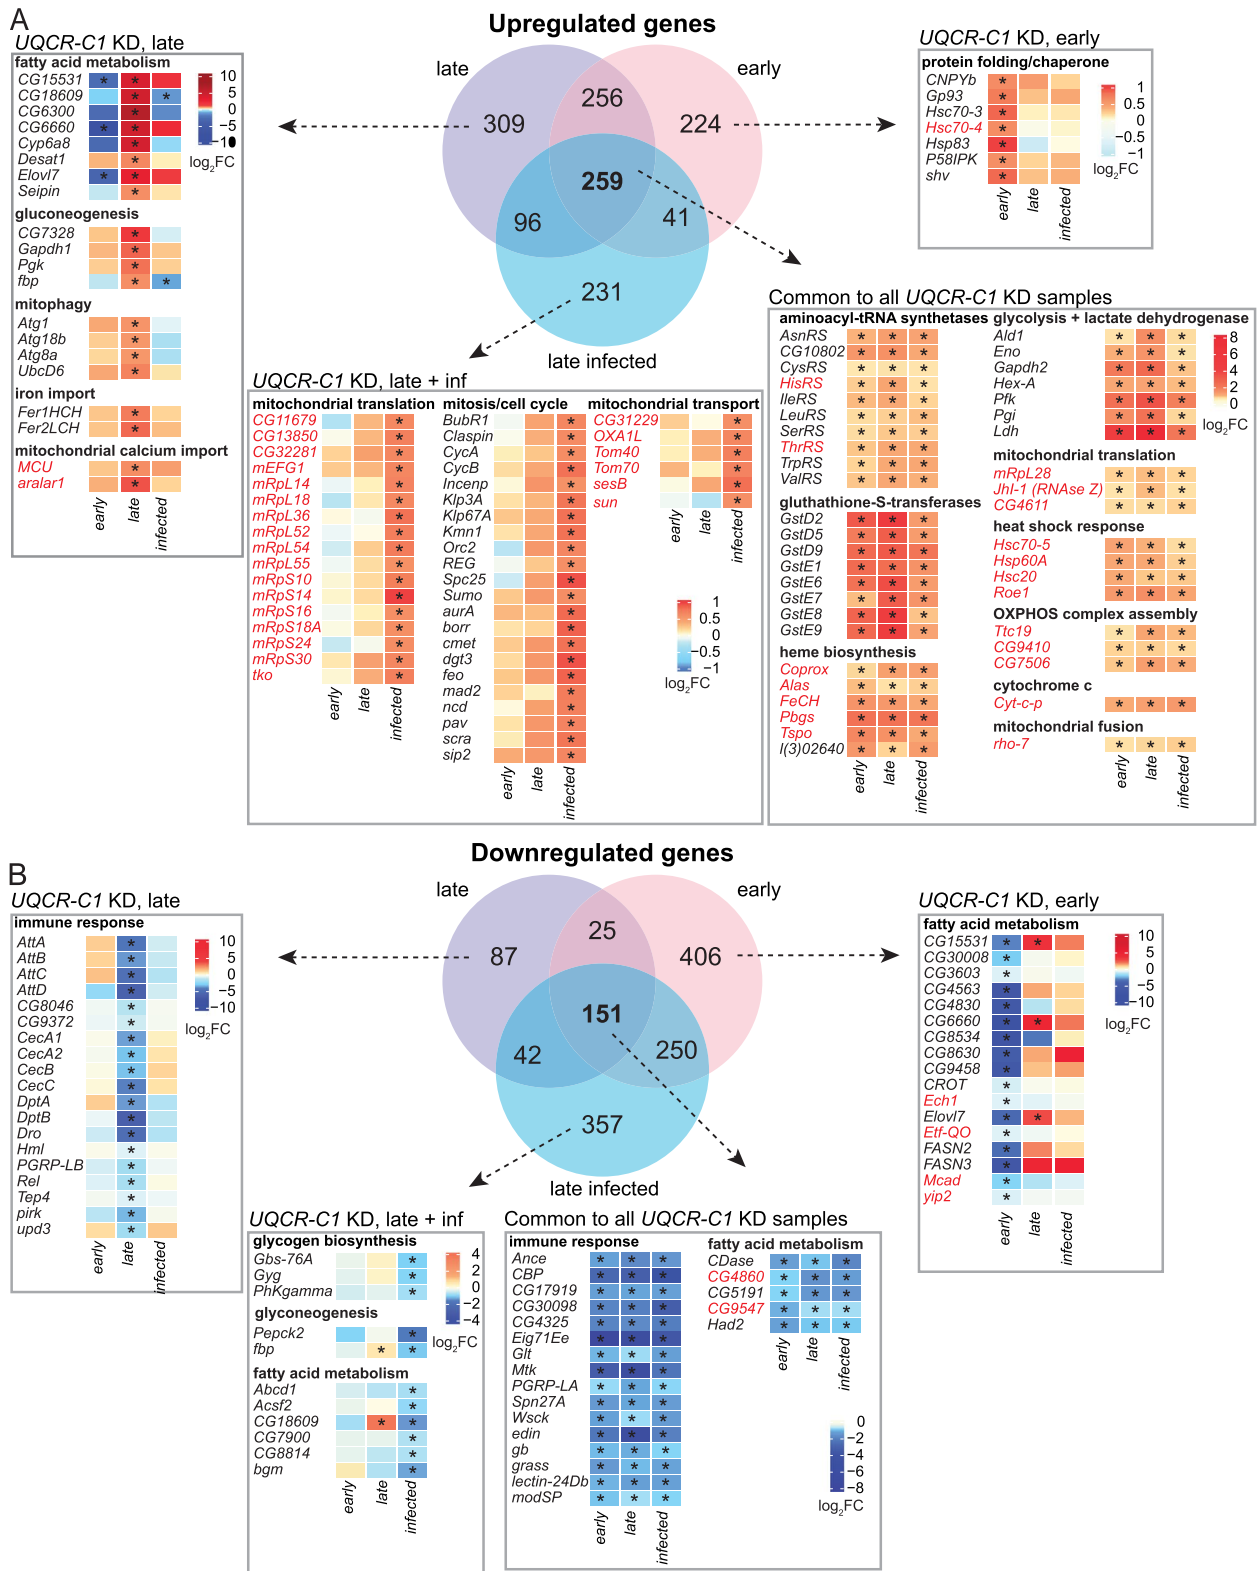 A
Upregulated genes
late
early
late infected
309
256
224
259
96
41
231
UQCR-C1 KD, late
fatty acid metabolism
CG15531
CG18609
CG6300
CG6660
Cyp6a8
Desat1
Elovl7
Seipin
gluconeogenesis
CG7328
Gapdh1
Pgk
fbp
mitophagy
Atg1
Atg18b
Atg8a
UbcD6
iron import
Fer1HCH
Fer2LCH
mitochondrial calcium import
MCU
aralar1
early
late
infected
10
5
0
−5
−10
log2FC
UQCR-C1 KD, early
protein folding/chaperone
CNPYb
Gp93
Hsc70-3
Hsc70-4
Hsp83
P58IPK
shv
early
late
infected
1
0.5
0
−0.5
−1
log2FC
UQCR-C1 KD, late + inf
mitochondrial translation
CG11679
CG13850
CG32281
mEFG1
mRpL14
mRpL18
mRpL36
mRpL52
mRpL54
mRpL55
mRpS10
mRpS14
mRpS16
mRpS18A
mRpS24
mRpS30
tko
early
late
infected
mitosis/cell cycle
BubR1
Claspin
CycA
CycB
Incenp
Klp3A
Klp67A
Kmn1
Orc2
REG
Spc25
Sumo
aurA
borr
cmet
dgt3
feo
mad2
ncd
pav
scra
sip2
early
late
infected
mitochondrial transport
CG31229
OXA1L
Tom40
Tom70
sesB
sun
early
late
infected
1
0.5
0
−0.5
−1
log2FC
Common to all UQCR-C1 KD samples
aminoacyl-tRNA synthetases
AsnRS
CG10802
CysRS
HisRS
IleRS
LeuRS
SerRS
ThrRS
TrpRS
ValRS
gluthathione-S-transferases
GstD2
GstD5
GstD9
GstE1
GstE6
GstE7
GstE8
GstE9
heme biosynthesis
Coprox
Alas
FeCH
Pbgs
Tspo
l(3)02640
early
late
infected
glycolysis + lactate dehydrogenase
Ald1
Eno
Gapdh2
Hex-A
Pfk
Pgi
Ldh
mitochondrial translation
mRpL28
Jhl-1 (RNAse Z)
CG4611
heat shock response
Hsc70-5
Hsp60A
Hsc20
Roe1
OXPHOS complex assembly
Ttc19
CG9410
CG7506
cytochrome c
Cyt-c-p
mitochondrial fusion
rho-7
early
late
infected
8
6
4
2
0
log2FC
B
Downregulated genes
late
early
late infected
87
25
406
151
42
250
357
UQCR-C1 KD, late
immune response
AttA
AttB
AttC
AttD
CG8046
CG9372
CecA1
CecA2
CecB
CecC
DptA
DptB
Dro
Hml
PGRP-LB
Rel
Tep4
pirk
upd3
early
late
infected
10
5
0
−5
−10
log2FC
UQCR-C1 KD, early
fatty acid metabolism
CG15531
CG30008
CG3603
CG4563
CG4830
CG6660
CG8534
CG8630
CG9458
CROT
Ech1
Elovl7
Etf-QO
FASN2
FASN3
Mcad
yip2
early
late
infected
10
5
0
−5
−10
log2FC
UQCR-C1 KD, late + inf
glycogen biosynthesis
Gbs-76A
Gyg
PhKgamma
glyconeogenesis
Pepck2
fbp
fatty acid metabolism
Abcd1
Acsf2
CG18609
CG7900
CG8814
bgm
early
late
infected
4
2
0
−2
−4
log2FC
Common to all UQCR-C1 KD samples
immune response
Ance
CBP
CG17919
CG30098
CG4325
Eig71Ee
Glt
Mtk
PGRP-LA
Spn27A
Wsck
edin
gb
grass
lectin-24Db
modSP
early
late
infected
fatty acid metabolism
CDase
CG4860
CG5191
CG9547
Had2
early
late
infected
0
−2
−4
−6
−8
log2FC